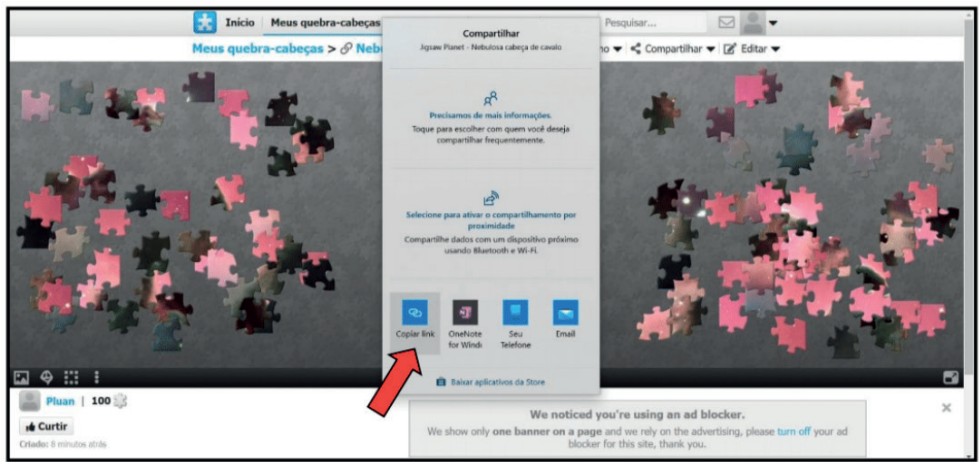 Início
Meus quebra-cabeças
Pesquisar...
Meus quebra-cabeças > Neb
Compartilhar
Editar
Compartilhar
Jigsaw Planet - Nebulosa cabeça de cavalo
Precisamos de mais informações.
Toque para escolher com quem você deseja
compartilhar frequentemente.
Selecione para ativar o compartilhamento por
proximidade
Compartilhe dados com um dispositivo próximo
usando Bluetooth e Wi-Fi.
Copiar link
OneNote
for Windo
Seu
Telefone
Email
Baixar aplicativos da Store
Pluan | 100
Curtir
Criado: 8 minutos atrás
We noticed you're using an ad blocker.
We show only one banner on a page and we rely on the advertising, please turn off your ad
blocker for this site, thank you.